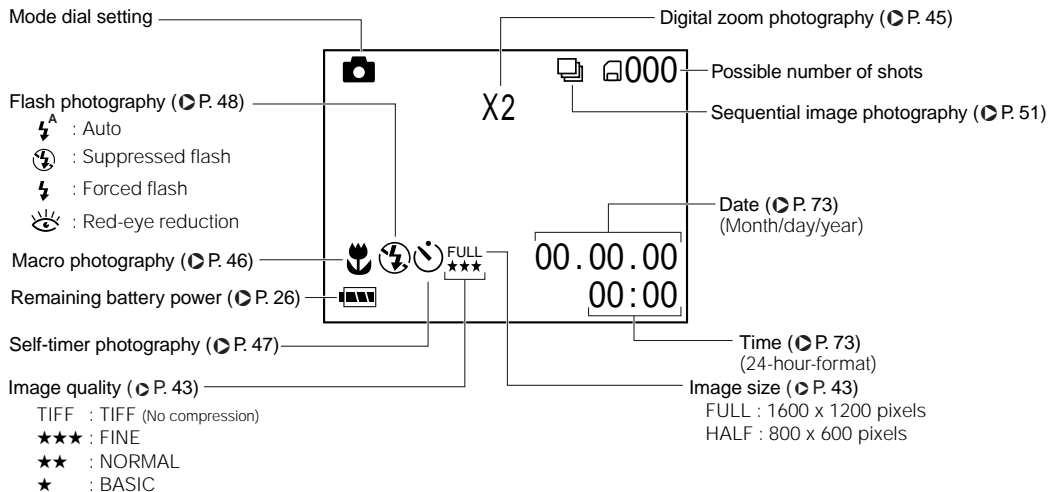 Mode dial setting
Digital zoom photography (P. 45)
000
Possible number of shots
X2
Sequential image photography (P. 51)
Flash photography (P. 48)
A : Auto
: Suppressed flash
: Forced flash
: Red-eye reduction
Date (P. 73)
(Month/day/year)
Macro photography (P. 46)
FULL
★★★
00.00.00
Remaining battery power (P. 26)
00:00
Self-timer photography (P. 47)
Time (P. 73)
(24-hour-format)
Image quality (P. 43)
TIFF : TIFF (No compression)
★★★ : FINE
★★ : NORMAL
★ : BASIC
Image size (P. 43)
FULL : 1600 x 1200 pixels
HALF : 800 x 600 pixels